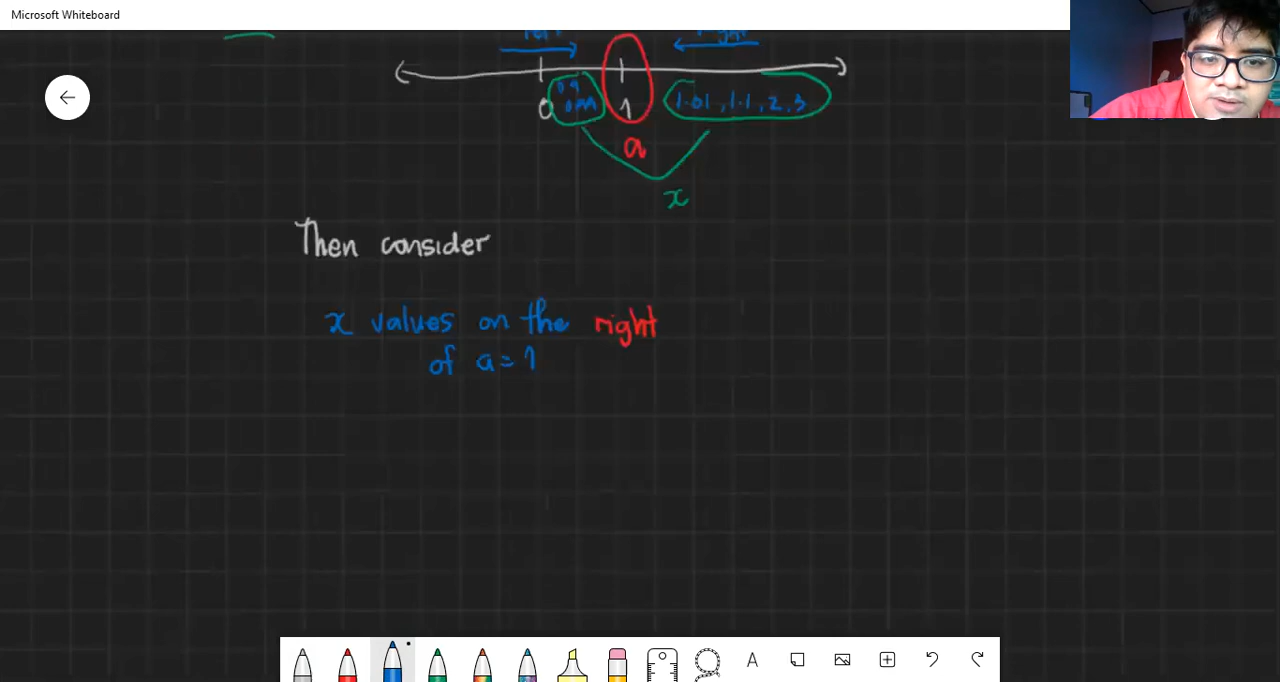 Microsoft Whiteboard
0.9
0 1 1.01, 1.1, 2, 3
a
x
Then consider
x values on the right
of a = 1
A